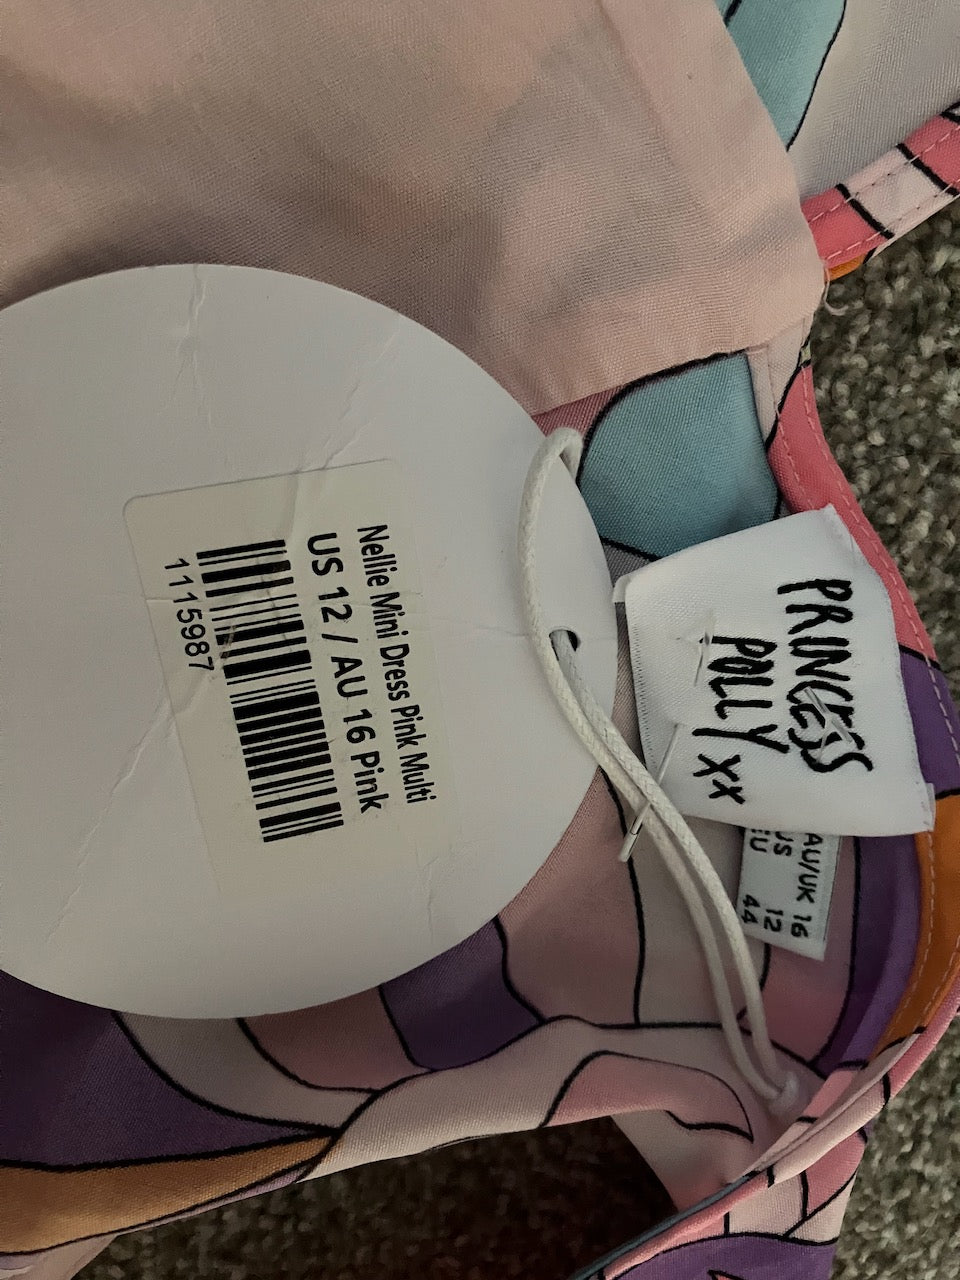 Nellie Mini Dress Pink Multi
US 12 / AU 16 Pink
1115987
PRINCESS
POLLY xx
AU/UK 16
US 12
EU 44